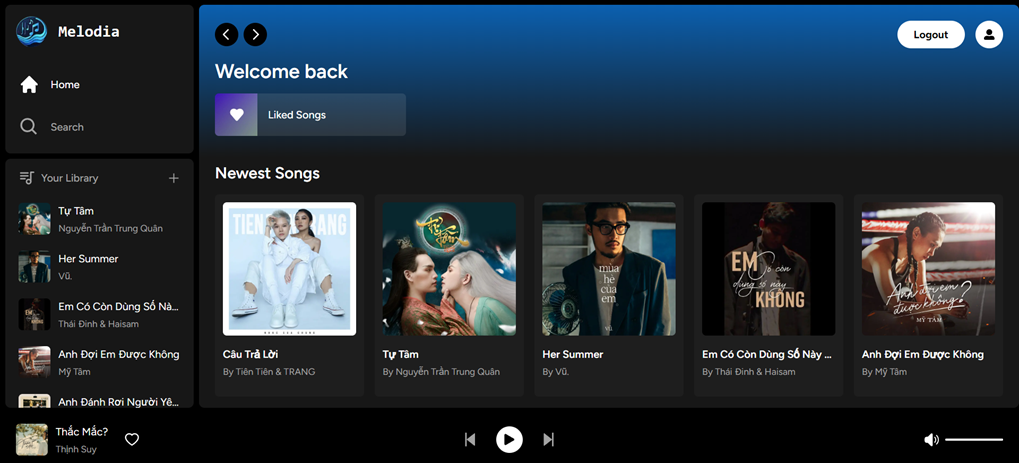 Melodia
Home
Search
Your Library
Tự Tâm
Nguyễn Trần Trung Quân
Her Summer
Vũ.
Em Có Còn Dùng Số Nà...
Thái Đinh & Haisam
Anh Đợi Em Được Không
Mỹ Tâm
Anh Đánh Rơi Người Yê...
Logout
Welcome back
Liked Songs
Newest Songs
TIEN TRANG
Câu Trả Lời
By Tiên Tiên & TRANG
tự tâm
Tự Tâm
By Nguyễn Trần Trung Quân
mùa
hè
của
em
vũ.
Her Summer
By Vũ.
EM có còn
dùng số này
KHÔNG
Em Có Còn Dùng Số Này ...
By Thái Đinh & Haisam
Anh đợi em
được không?
MỸ TÂM
Anh Đợi Em Được Không
By Mỹ Tâm
Thắc Mắc?
Thịnh Suy